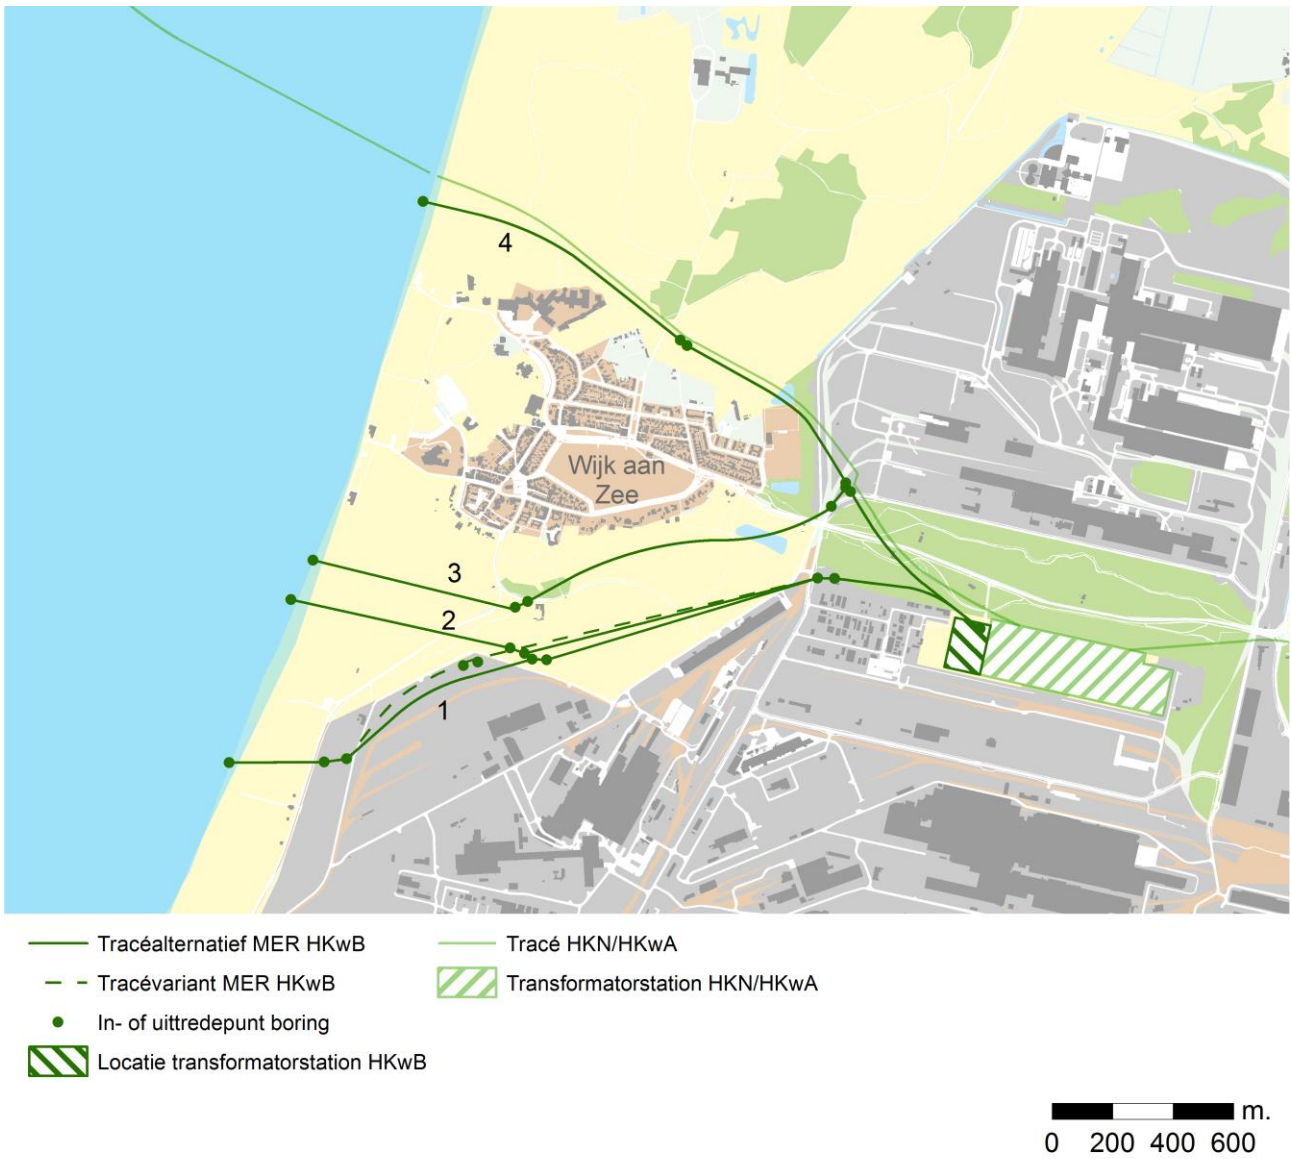 4
Wijk aan
Zee
3
2
1
Tracéalternatief MER HKwB
Tracé HKN/HKwA
Tracévariant MER HKwB
Transformatorstation HKN/HKwA
In- of uittredepunt boring
Locatie transformatorstation HKwB
m.
0 200 400 600